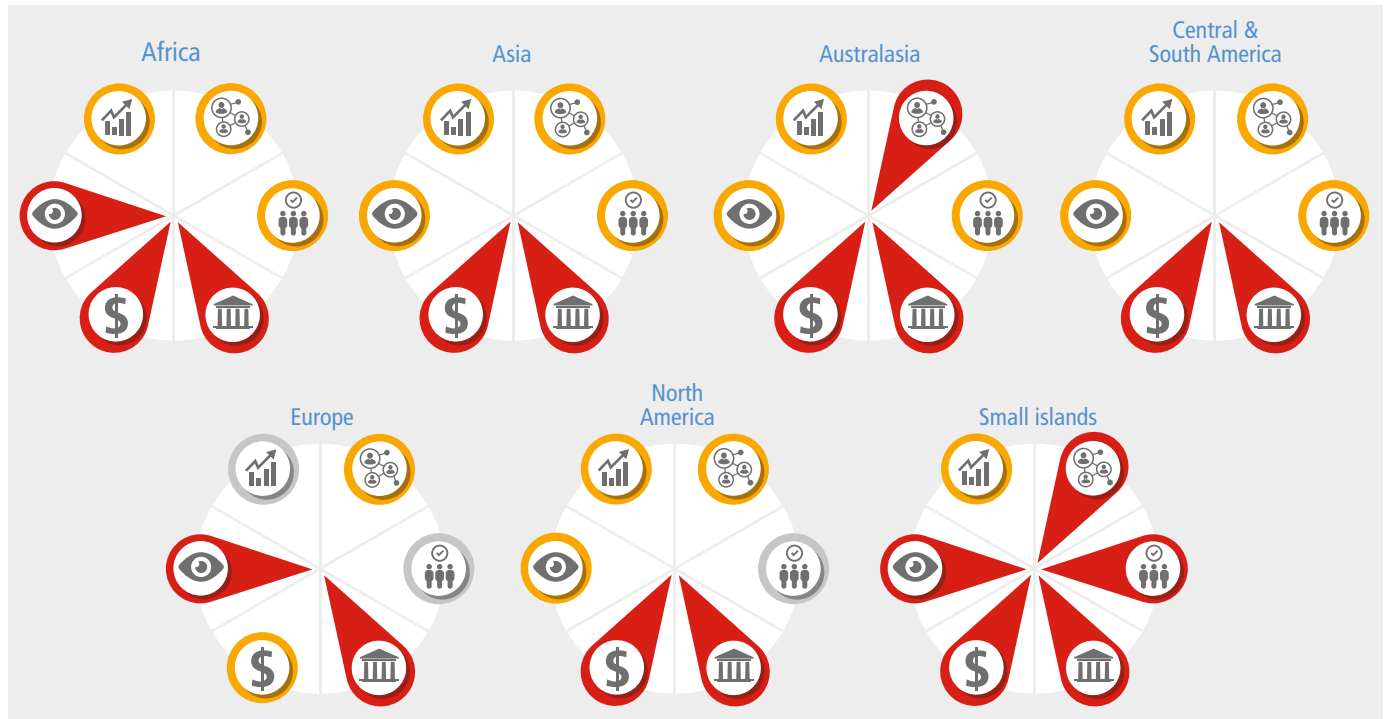 Africa
Asia
Australasia
Central &
South America
$
$
$
$
Europe
North
America
Small islands
$
$
$